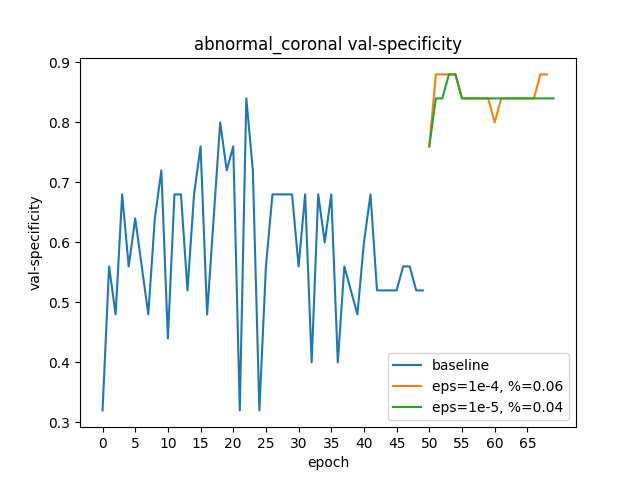 abnormal_coronal val-specificity
0.9
0.8
0.7
0.6
0.5
0.4
0.3
val-specificity
baseline
eps=1e-4, %=0.06
eps=1e-5, %=0.04
0 5 10 15 20 25 30 35 40 45 50 55 60 65
epoch